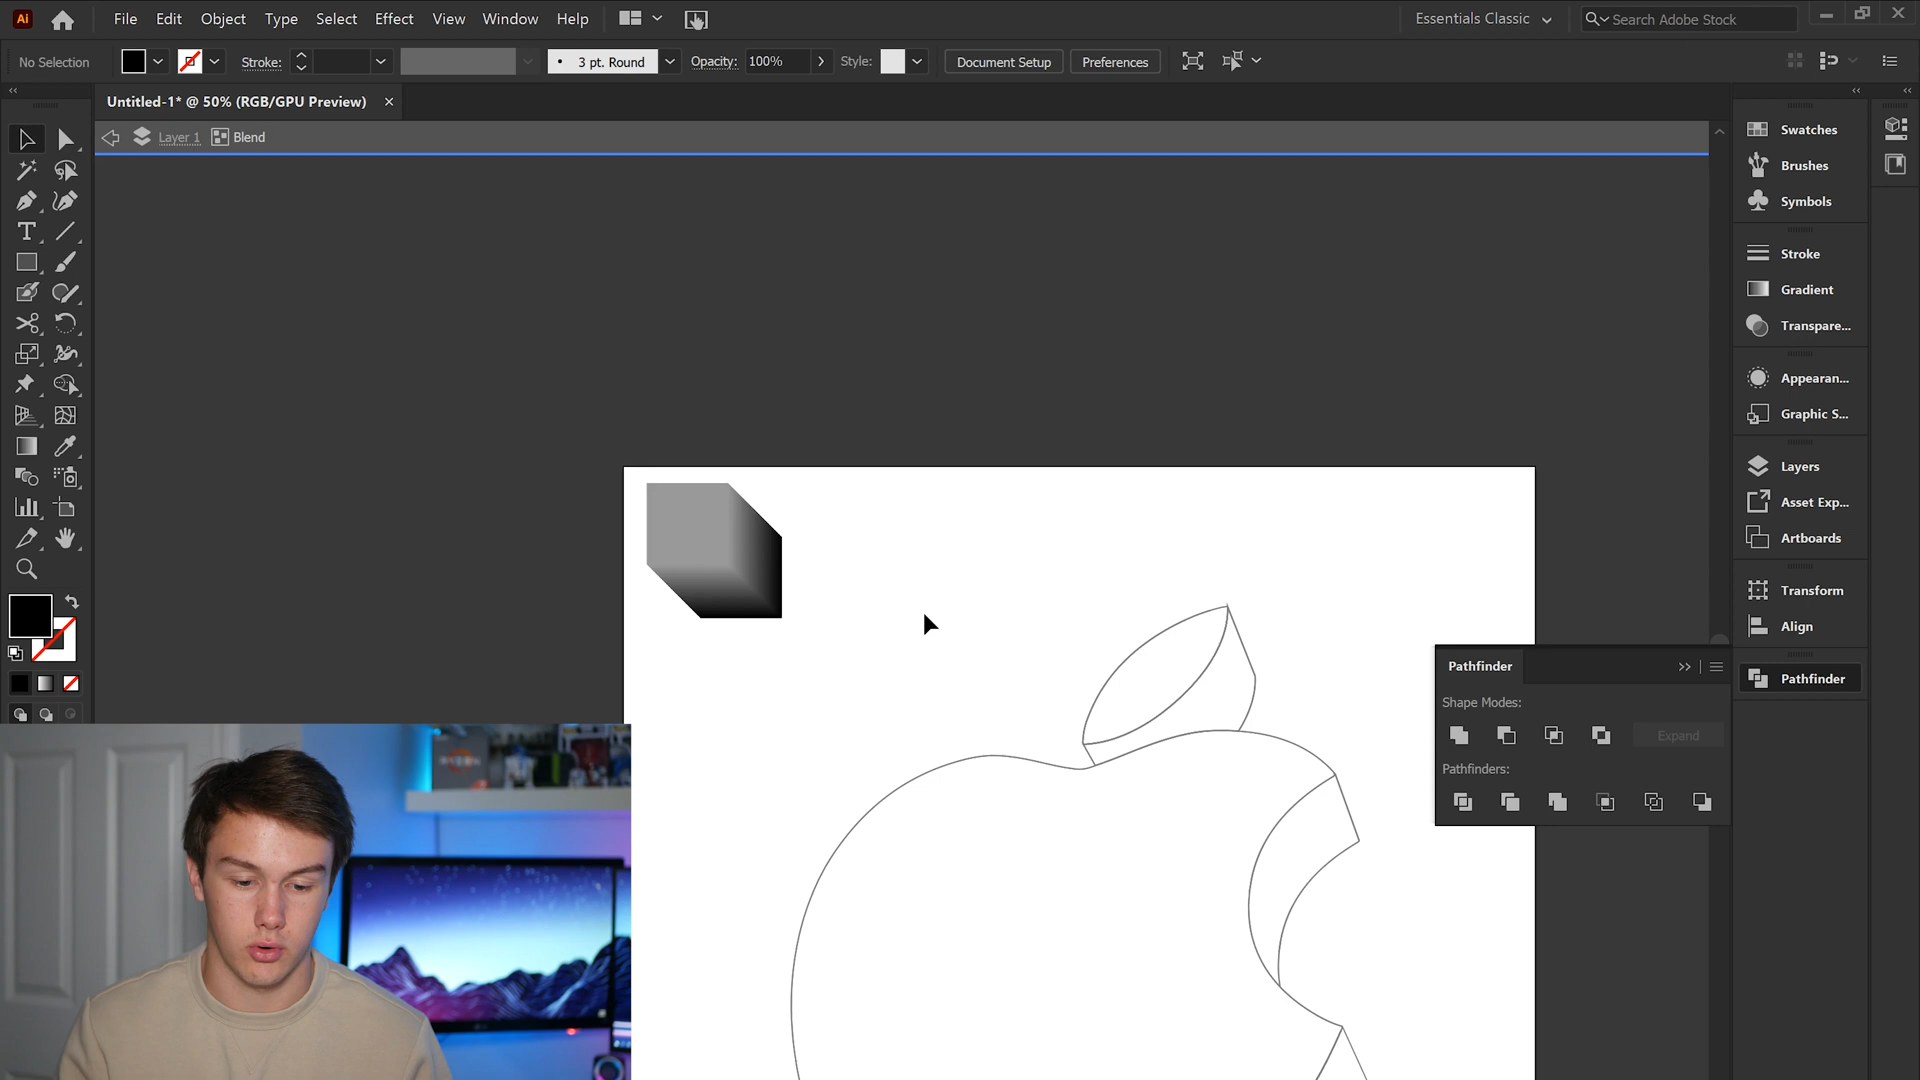 Ai File Edit Object Type Select Effect View Window Help Essentials Classic Search Adobe Stock
No Selection Stroke: 3 pt. Round Opacity: 100% Style: Document Setup Preferences
Untitled-1* @ 50% (RGB/GPU Preview)
Layer 1 Blend
Swatches
Brushes
Symbols
Stroke
Gradient
Transpare...
Appearan...
Graphic S...
Layers
Asset Exp...
Artboards
Transform
Align
Pathfinder
Pathfinder
Shape Modes:
Expand
Pathfinders: